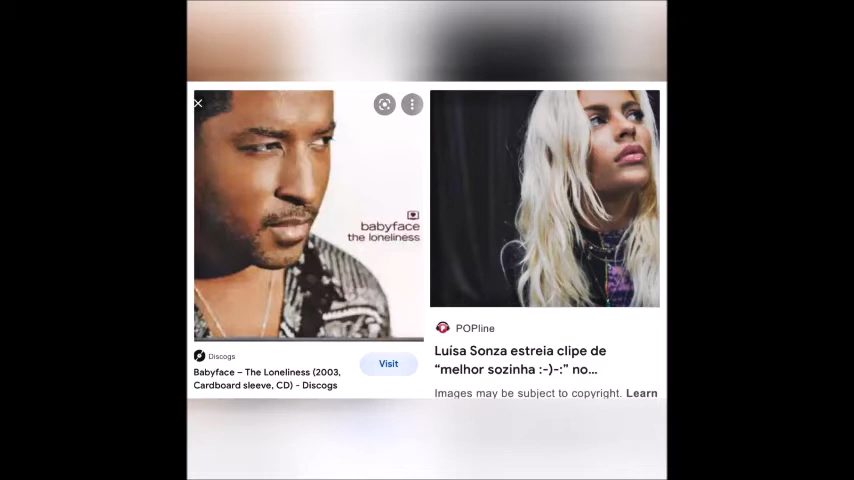 babyface
the loneliness
Discogs
Visit
Babyface – The Loneliness (2003,
Cardboard sleeve, CD) - Discogs
POPline
Luísa Sonza estreia clipe de
“melhor sozinha :-)-:” no...
Images may be subject to copyright. Learn